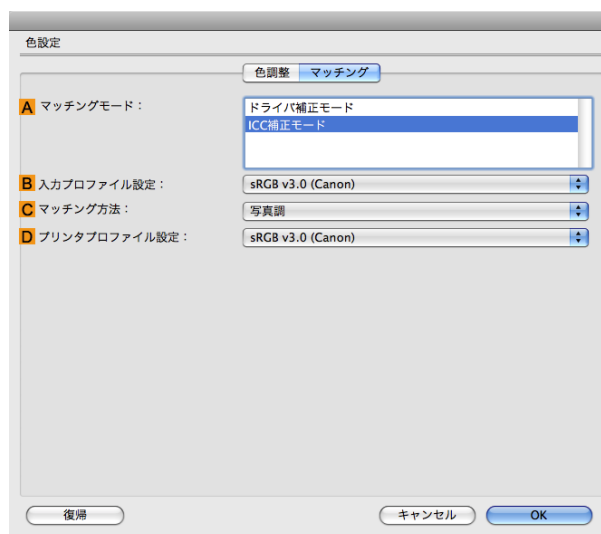 色設定
色調整 マッチング
A マッチングモード：
ドライバ補正モード
ICC補正モード
B 入力プロファイル設定： sRGB v3.0 (Canon)
C マッチング方法： 写真調
D プリンタプロファイル設定： sRGB v3.0 (Canon)
復帰 キャンセル OK